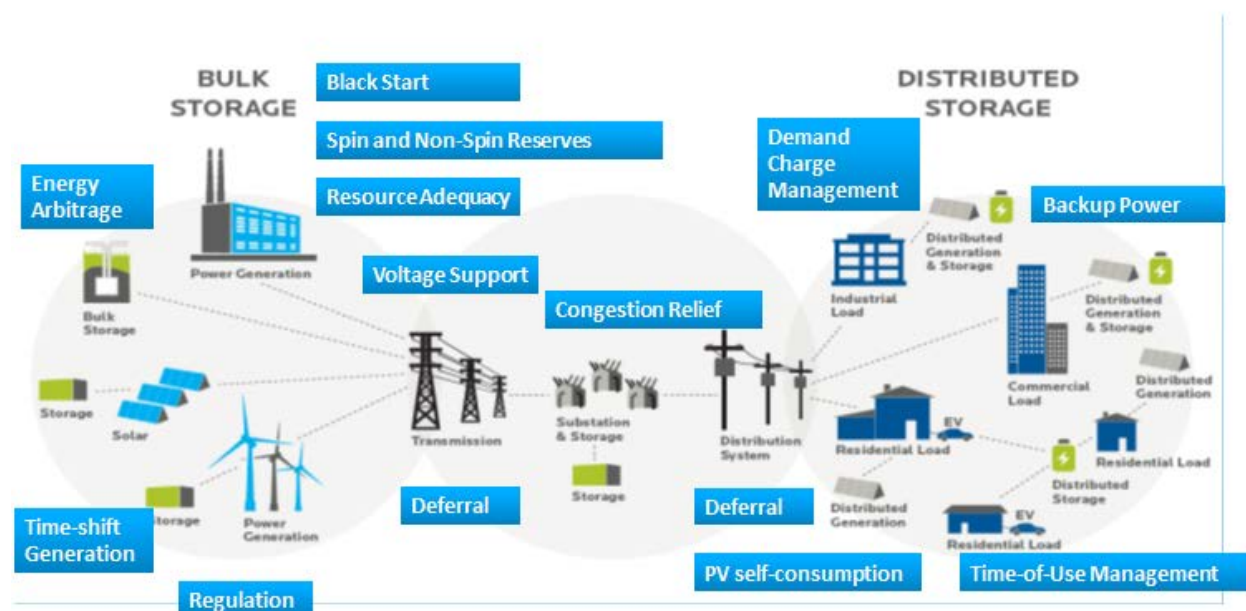 BULK
STORAGE
Black Start
DISTRIBUTED
STORAGE
Spin and Non-Spin Reserves
Demand
Charge
Management
Energy
Arbitrage
Resource Adequacy
Backup Power
Power Generation
Distributed
Generation
& Storage
Voltage Support
Bulk
Storage
Industrial
Load
Distributed
Generation
& Storage
Congestion Relief
Storage
Solar
Transmission
Substation
& Storage
Distribution
System
Commercial
Load
Distributed
Generation
EV
Residential Load
Residential Load
Storage
Storage
Power
Generation
Deferral
Deferral
Distributed
Generation
Distributed
Storage
EV
Residential Load
Time-shift
Generation
PV self-consumption
Time-of-Use Management
Regulation